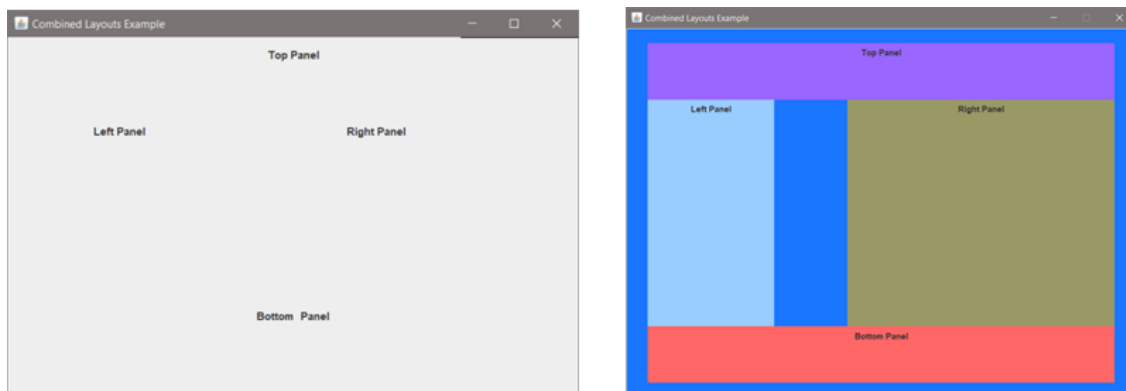 Combined Layouts Example
Top Panel
Left Panel
Right Panel
Bottom  Panel
Combined Layouts Example
Top Panel
Left Panel
Right Panel
Bottom Panel